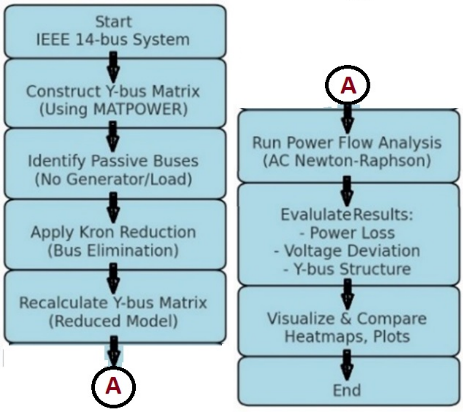 Start
IEEE 14-bus System
Construct Y-bus Matrix
(Using MATPOWER)
Identify Passive Buses
(No Generator/Load)
Apply Kron Reduction
(Bus Elimination)
Recalculate Y-bus Matrix
(Reduced Model)
A
A
Run Power Flow Analysis
(AC Newton-Raphson)
EvalulateResults:
- Power Loss
- Voltage Deviation
- Y-bus Structure
Visualize & Compare
Heatmaps, Plots
End